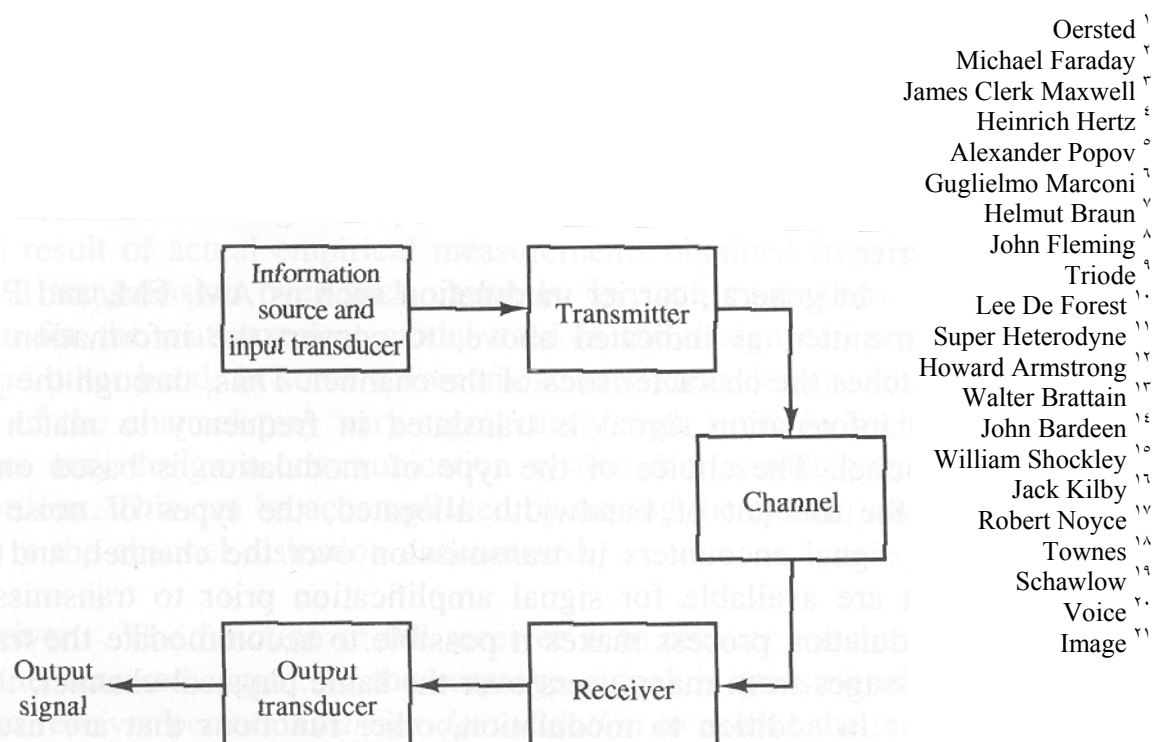 Oersted ١
Michael Faraday ٢
James Clerk Maxwell ٣
Heinrich Hertz ٤
Alexander Popov ٥
Guglielmo Marconi ٦
Helmut Braun ٧
John Fleming ٨
Triode ٩
Lee De Forest ١٠
Super Heterodyne ١١
Howard Armstrong ١٢
Walter Brattain ١٣
John Bardeen ١٤
William Shockley ١٥
Jack Kilby ١٦
Robert Noyce ١٧
Townes ١٨
Schawlow ١٩
Voice ٢٠
Image ٢١
Information
source and
input transducer
Transmitter
Channel
Receiver
Output
transducer
Output
signal